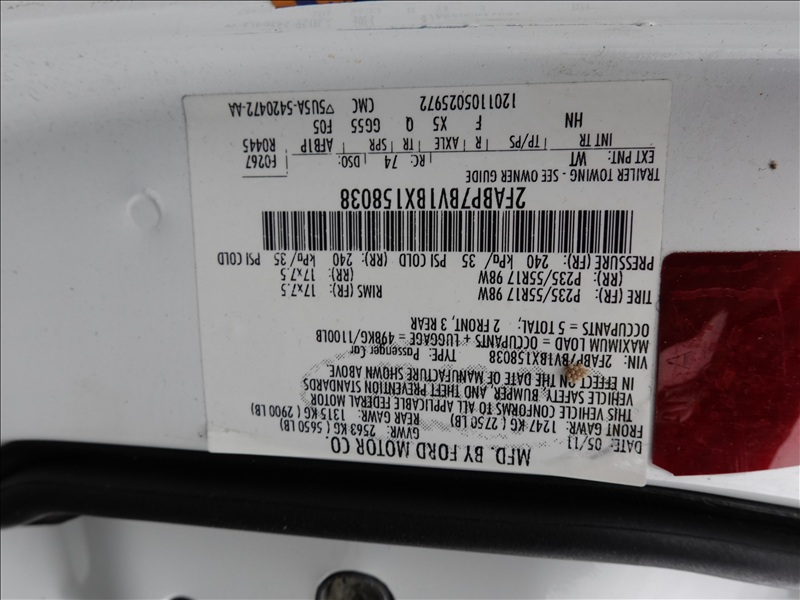 MFD. BY FORD MOTOR CO.
DATE: 05/11 GVWR: 2563 KG ( 5650 LB)
FRONT GAWR: 1247 KG ( 2750 LB) REAR GAWR: 1315 KG ( 2900 LB)
THIS VEHICLE CONFORMS TO ALL APPLICABLE FEDERAL MOTOR
VEHICLE SAFETY, BUMPER, AND THEFT PREVENTION STANDARDS
IN EFFECT ON THE DATE OF MANUFACTURE SHOWN ABOVE.
VIN: 2FABP7BV1BX158038 TYPE: Passenger Car
MAXIMUM LOAD = OCCUPANTS + LUGGAGE = 498KG/1100LB
OCCUPANTS = 5 TOTAL, 2 FRONT, 3 REAR
TIRE (FR): P235/55R17 98W RIMS (FR): 17x7.5
(RR): P235/55R17 98W (RR): 17x7.5
PRESSURE (FR) 240 kPa/ 35 PSI COLD (RR): 240 kPa/ 35 PSI COLD
2FABP7BV1BX158038
TRAILER TOWING - SEE OWNER GUIDE
EXT PNT: WT RC: 74 DSO: F0267
INT TR TP/PS R AXLE TR SPR AFB1P R0445
HN F X5 Q GG55 F05
1201105025972 CMC ▽5USA-5420472-AA